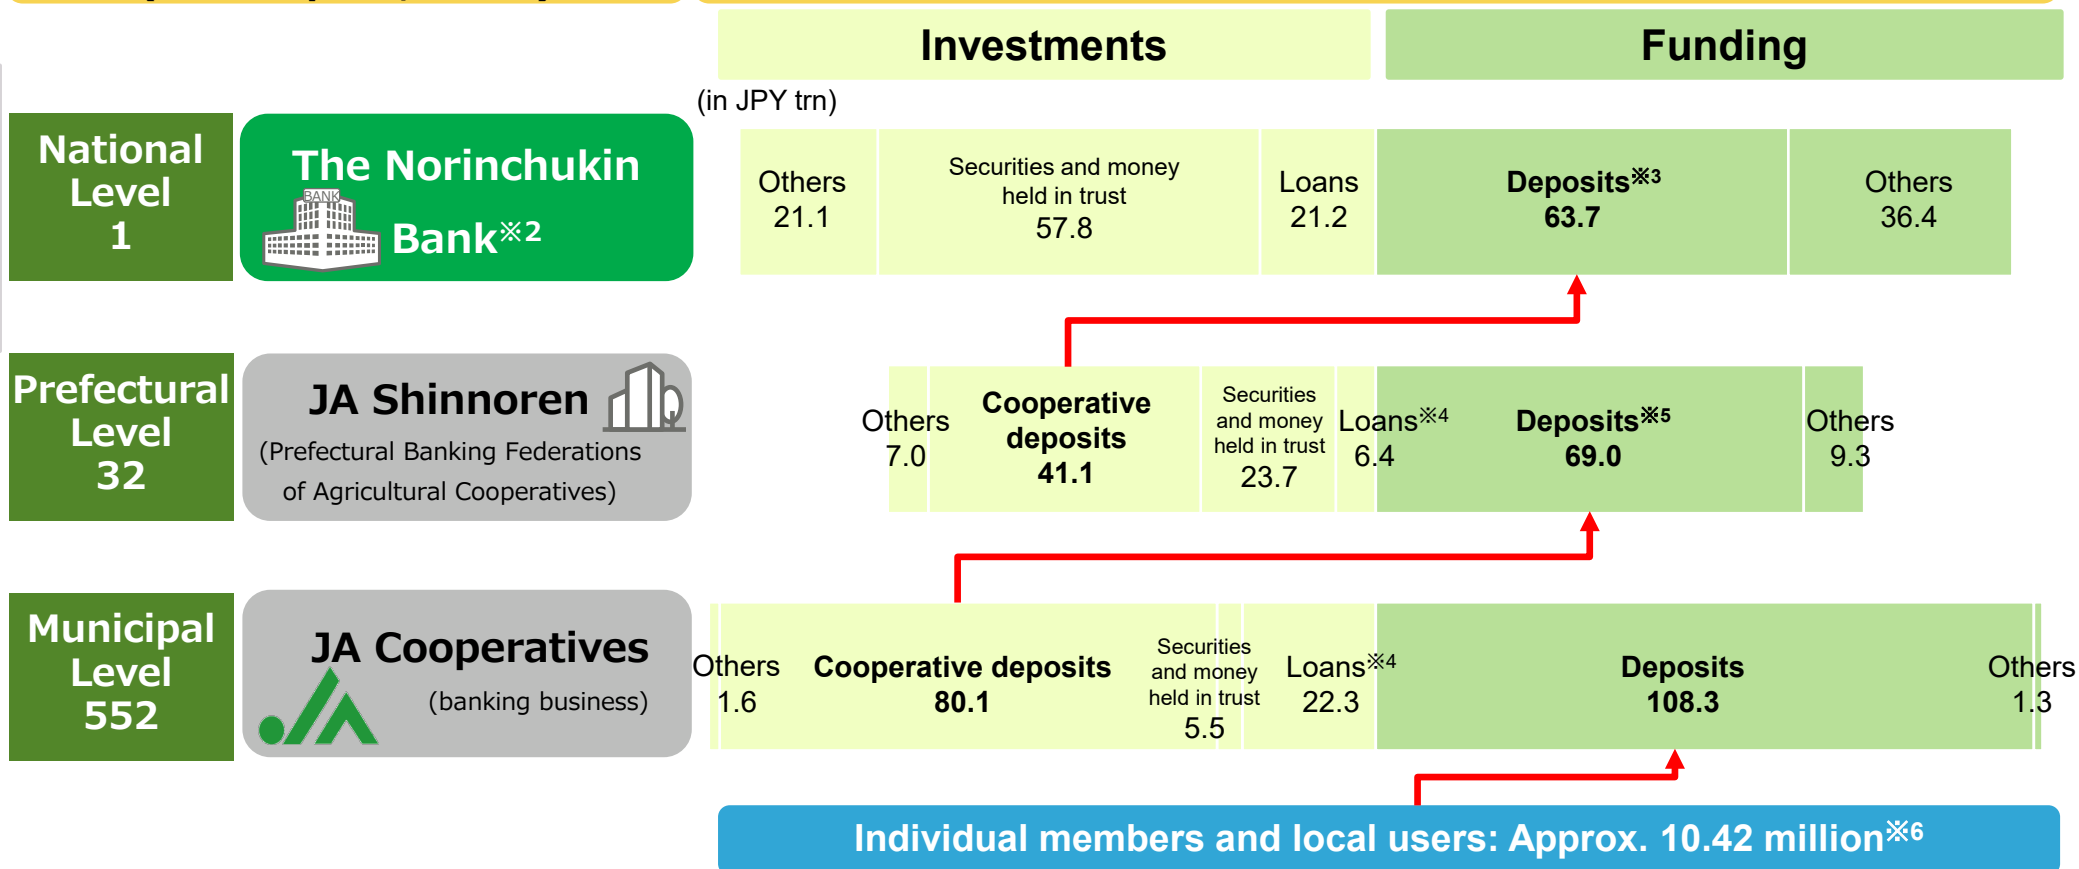 Investments
Funding
(in JPY trn)
National
Level
1
The Norinchukin
BANK
Bank※2
Others
21.1
Securities and money
held in trust
57.8
Loans
21.2
Deposits※3
63.7
Others
36.4
Prefectural
Level
32
JA Shinnoren
(Prefectural Banking Federations
of Agricultural Cooperatives)
Others
7.0
Cooperative
deposits
41.1
Securities
and money
held in trust
23.7
Loans※4
6.4
Deposits※5
69.0
Others
9.3
Municipal
Level
552
JA Cooperatives
(banking business)
Others
1.6
Cooperative deposits
80.1
Securities
and money
held in trust
5.5
Loans※4
22.3
Deposits
108.3
Others
1.3
Individual members and local users: Approx. 10.42 million※6